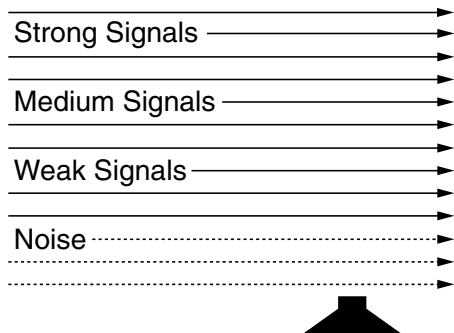 Strong Signals
Medium Signals
Weak Signals
Noise